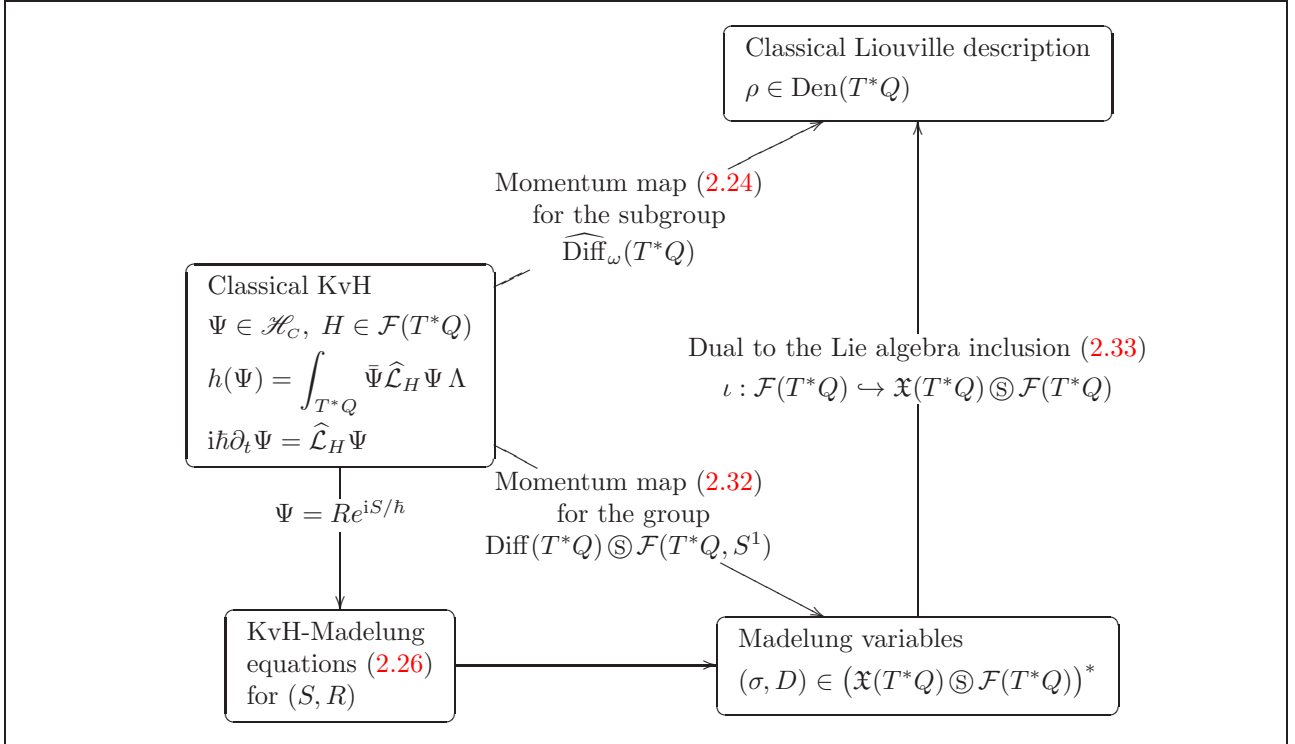 Classical Liouville description
ρ ∈ Den(T*Q)
Momentum map (2.24)
for the subgroup
\widehat{Diff}_ω(T*Q)
Classical KvH
Ψ ∈ ℋ_C, H ∈ ℱ(T*Q)
h(Ψ) = ∫_{T*Q} \bar{Ψ} \widehat{ℒ}_H Ψ Λ
iℏ∂_tΨ = \widehat{ℒ}_H Ψ
Dual to the Lie algebra inclusion (2.33)
ι : ℱ(T*Q) ↪ 𝔛(T*Q) Ⓢ ℱ(T*Q)
Momentum map (2.32)
for the group
Diff(T*Q) Ⓢ ℱ(T*Q, S¹)
Ψ = Re^{iS/ℏ}
KvH-Madelung
equations (2.26)
for (S, R)
Madelung variables
(σ, D) ∈ (𝔛(T*Q) Ⓢ ℱ(T*Q))*